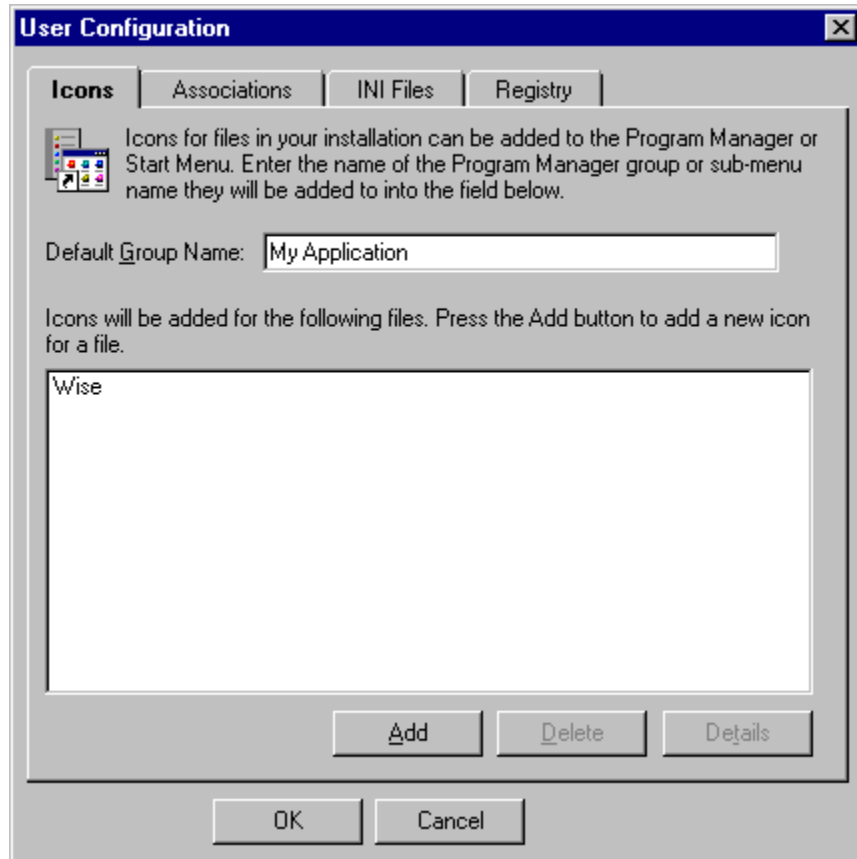 User Configuration
Icons
Associations
INI Files
Registry
Icons for files in your installation can be added to the Program Manager or
Start Menu. Enter the name of the Program Manager group or sub-menu
name they will be added to into the field below.
Default Group Name:
My Application
Icons will be added for the following files. Press the Add button to add a new icon
for a file.
Wise
Add
Delete
Details
OK
Cancel